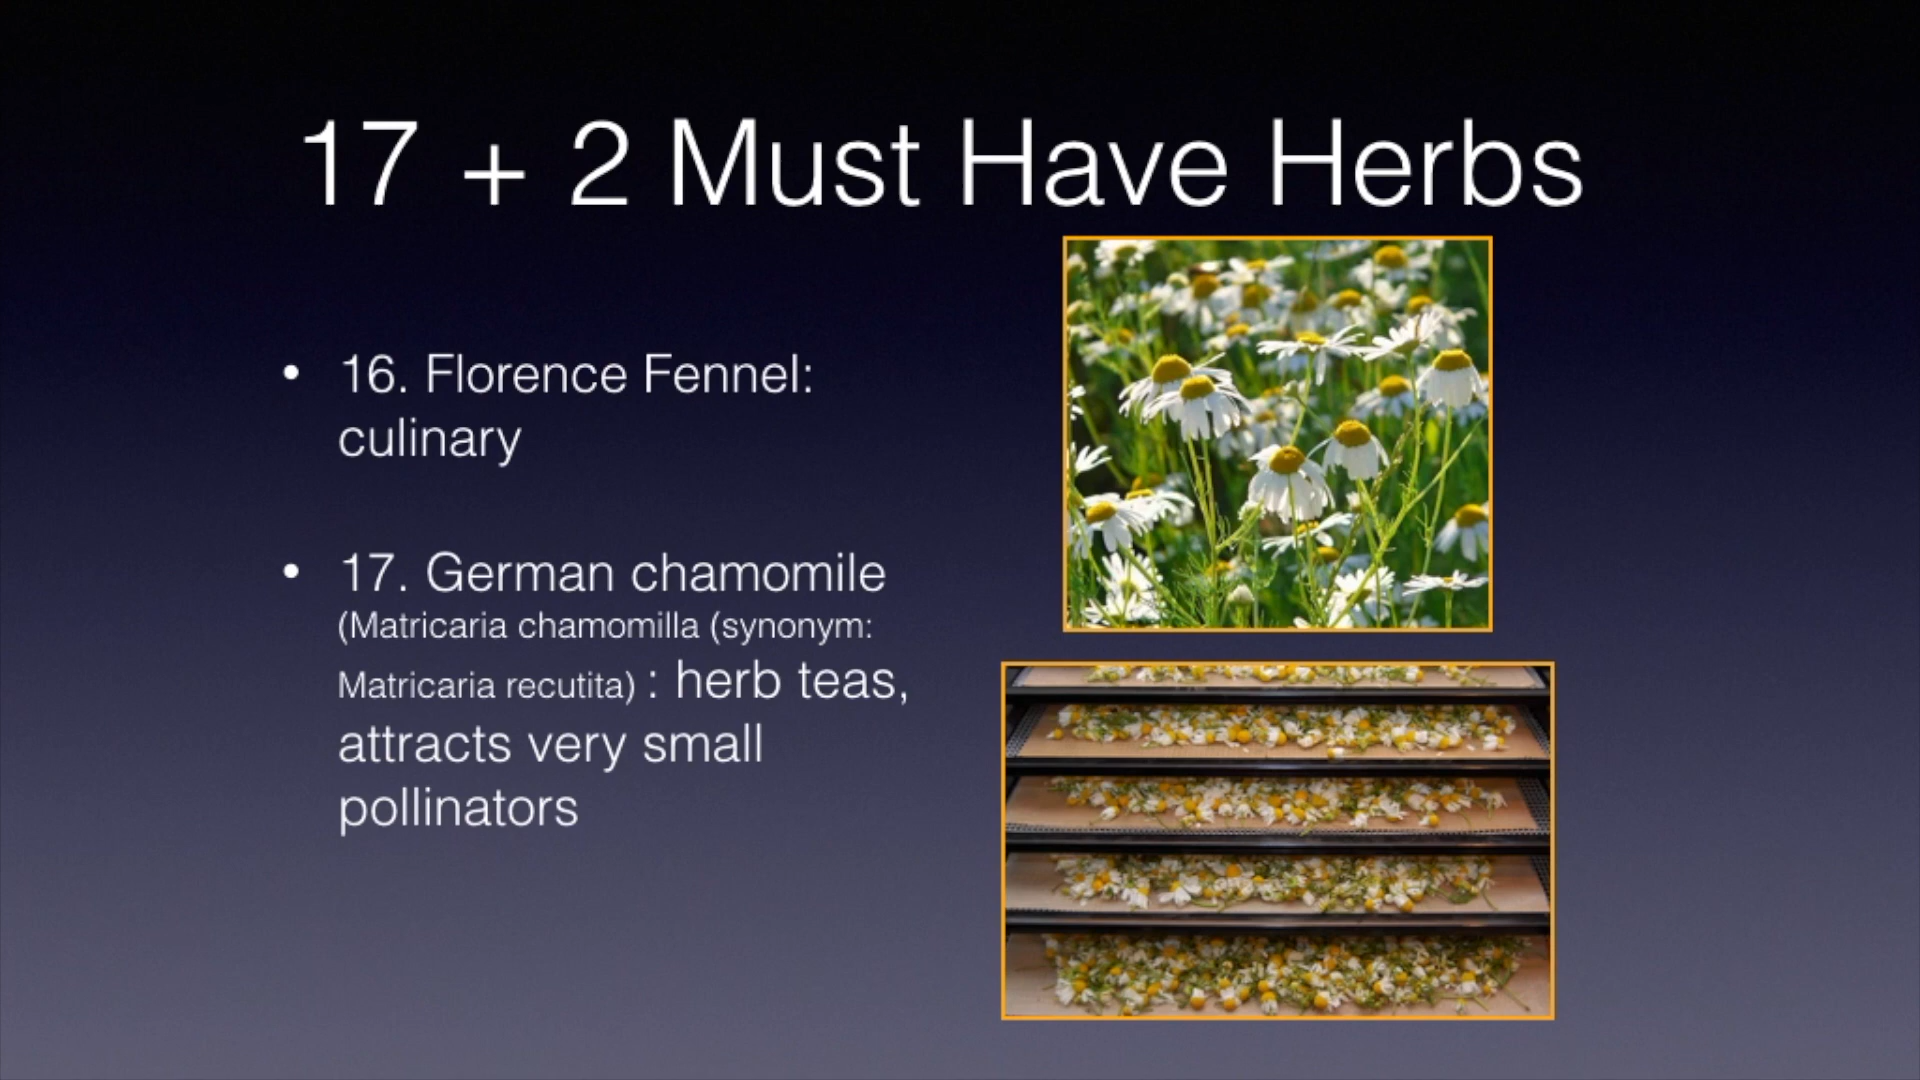 17 + 2 Must Have Herbs
• 16. Florence Fennel:
culinary
• 17. German chamomile
(Matricaria chamomilla (synonym:
Matricaria recutita) : herb teas,
attracts very small
pollinators